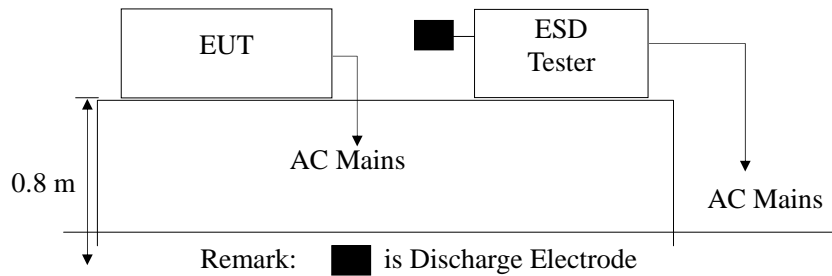 EUT
ESD
Tester
AC Mains
0.8 m
AC Mains
Remark: is Discharge Electrode